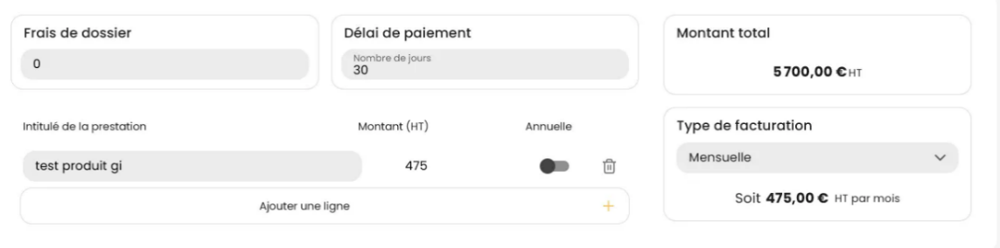 Frais de dossier
0
Délai de paiement
Nombre de jours
30
Montant total
5 700,00 € HT
Intitulé de la prestation Montant (HT) Annuelle
test produit gi 475
Ajouter une ligne +
Type de facturation
Mensuelle
Soit 475,00 € HT par mois